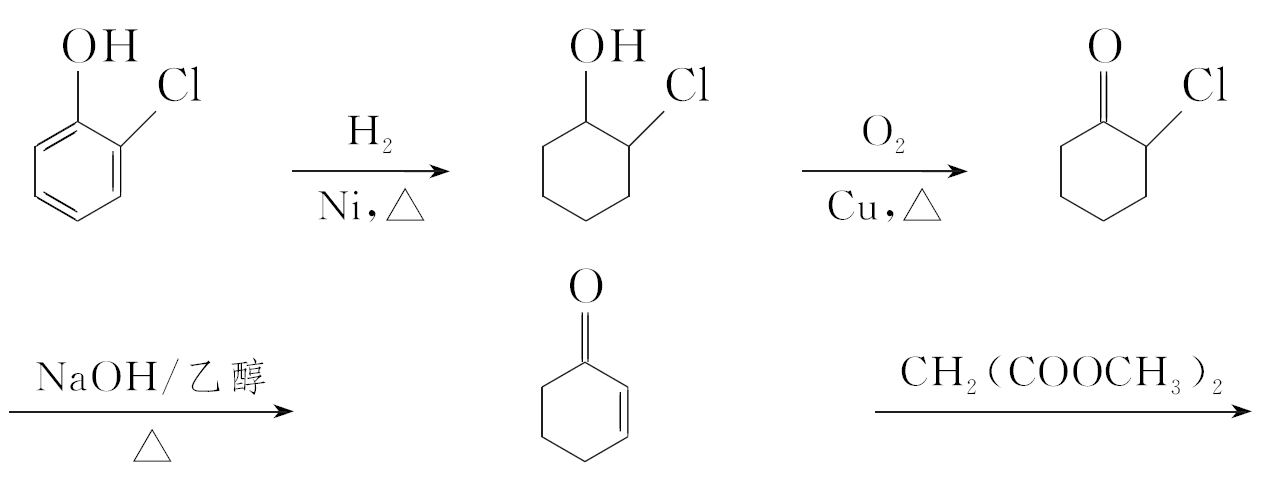 OH
Cl
H₂
Ni,△
OH
Cl
O₂
Cu,△
O
Cl
NaOH/乙醇
△
O
CH₂(COOCH₃)₂